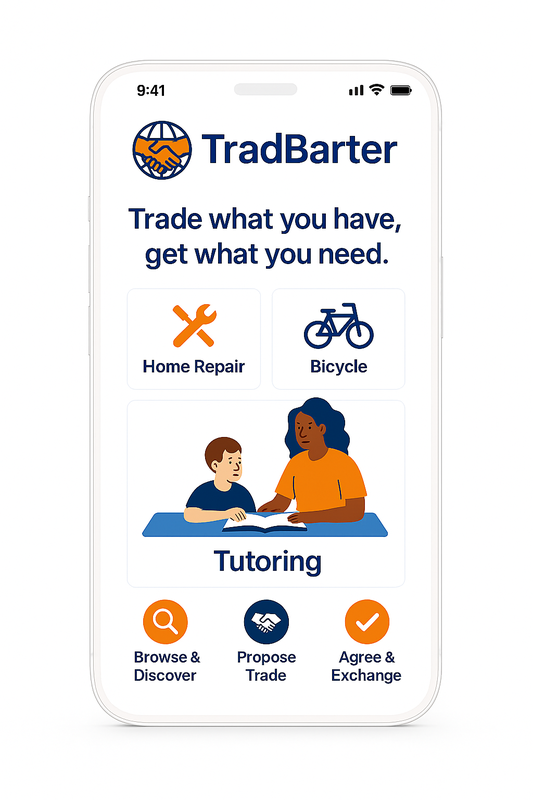 9:41
TradBarter
Trade what you have,
get what you need.
Home Repair
Bicycle
Tutoring
Browse &
Discover
Propose
Trade
Agree &
Exchange